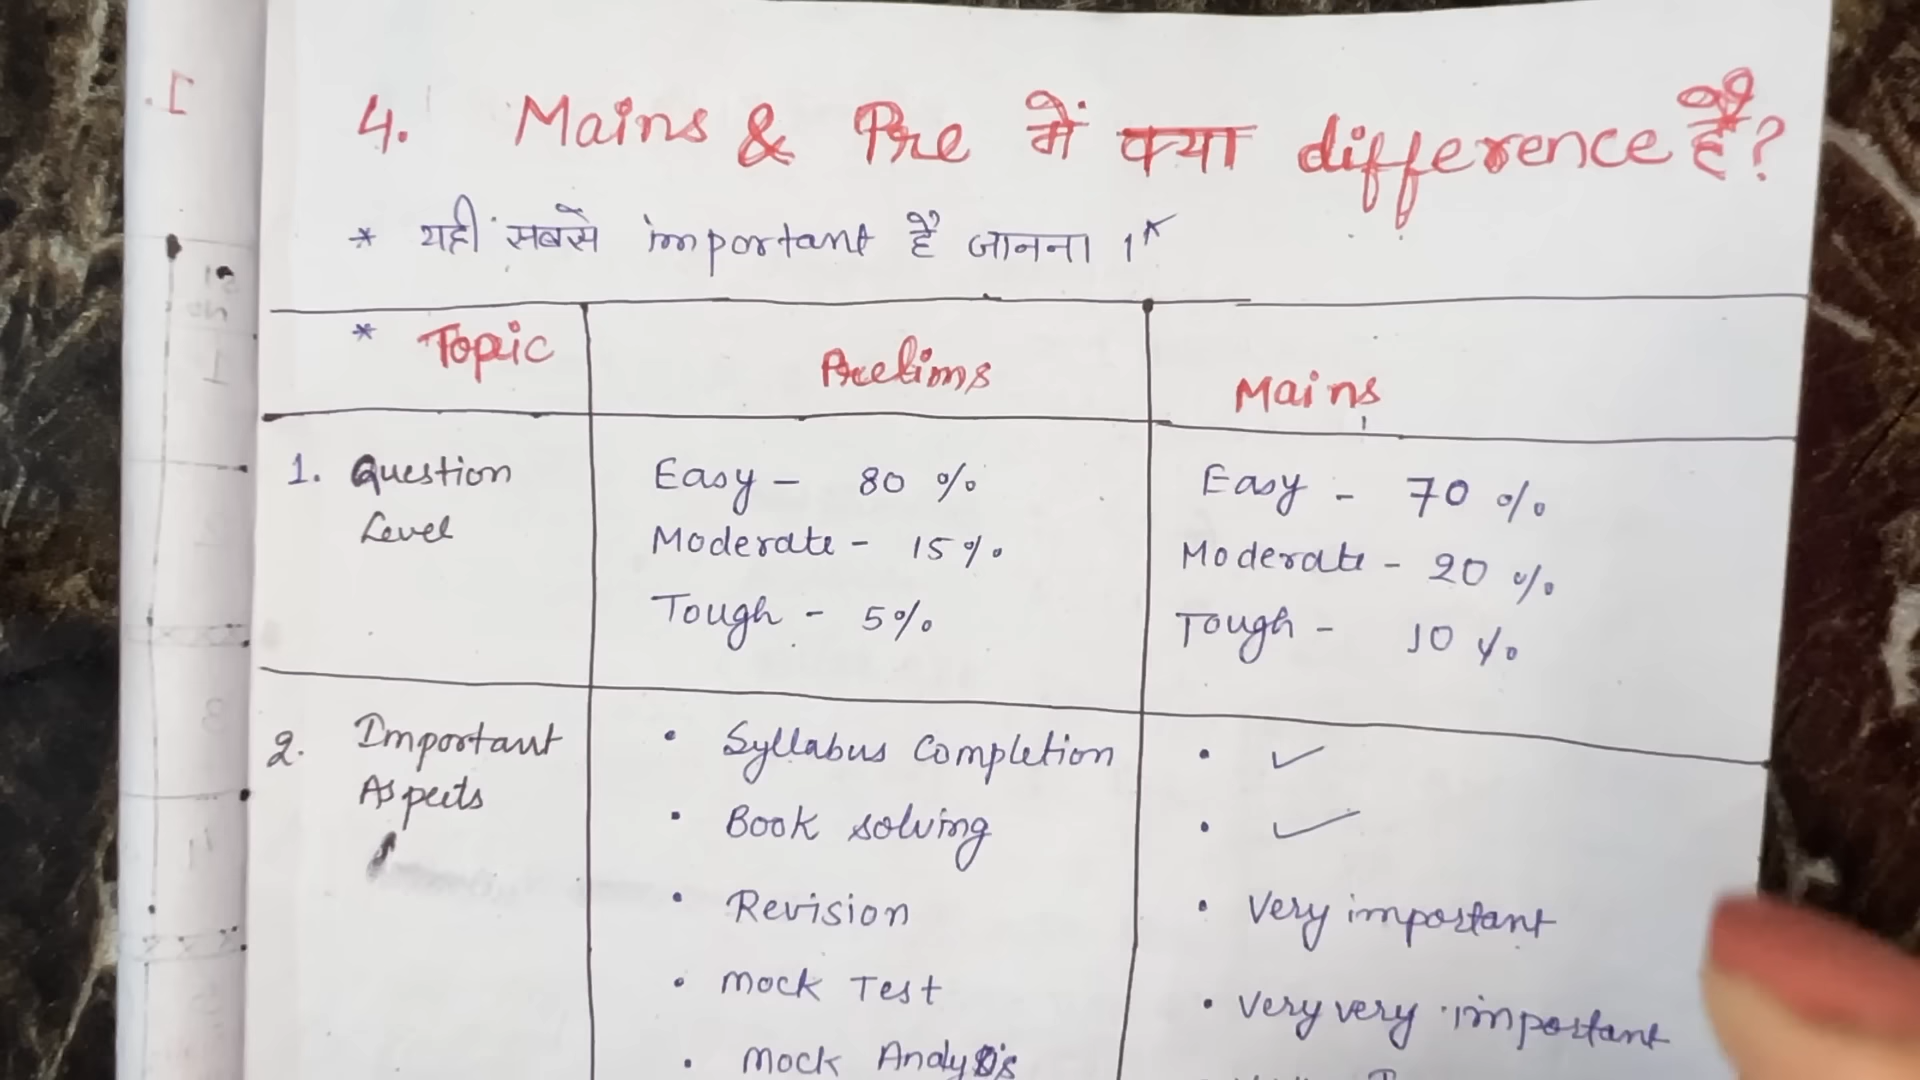 4. Mains & Pre में क्या difference है?
* यही सबसे important है जानना ।*
* Topic Prelims Mains
1. Question Level
Easy - 80 %
Moderate - 15%
Tough - 5%
Easy - 70 %
Moderate - 20 %
Tough - 10 %
2. Important Aspects
• Syllabus Completion • ✓
• Book solving • ✓
• Revision • Very important
• Mock Test • Very very important
• Mock Analysis